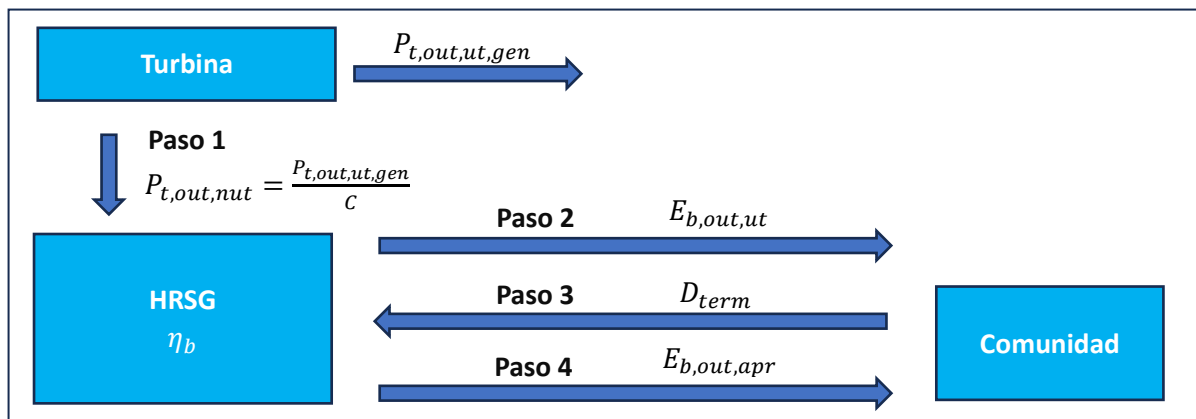 Turbina
P_{t,out,ut,gen}
Paso 1
P_{t,out,nut} = \frac{P_{t,out,ut,gen}}{C}
HRSG
η_b
Paso 2 E_{b,out,ut}
Paso 3 D_{term}
Paso 4 E_{b,out,apr}
Comunidad